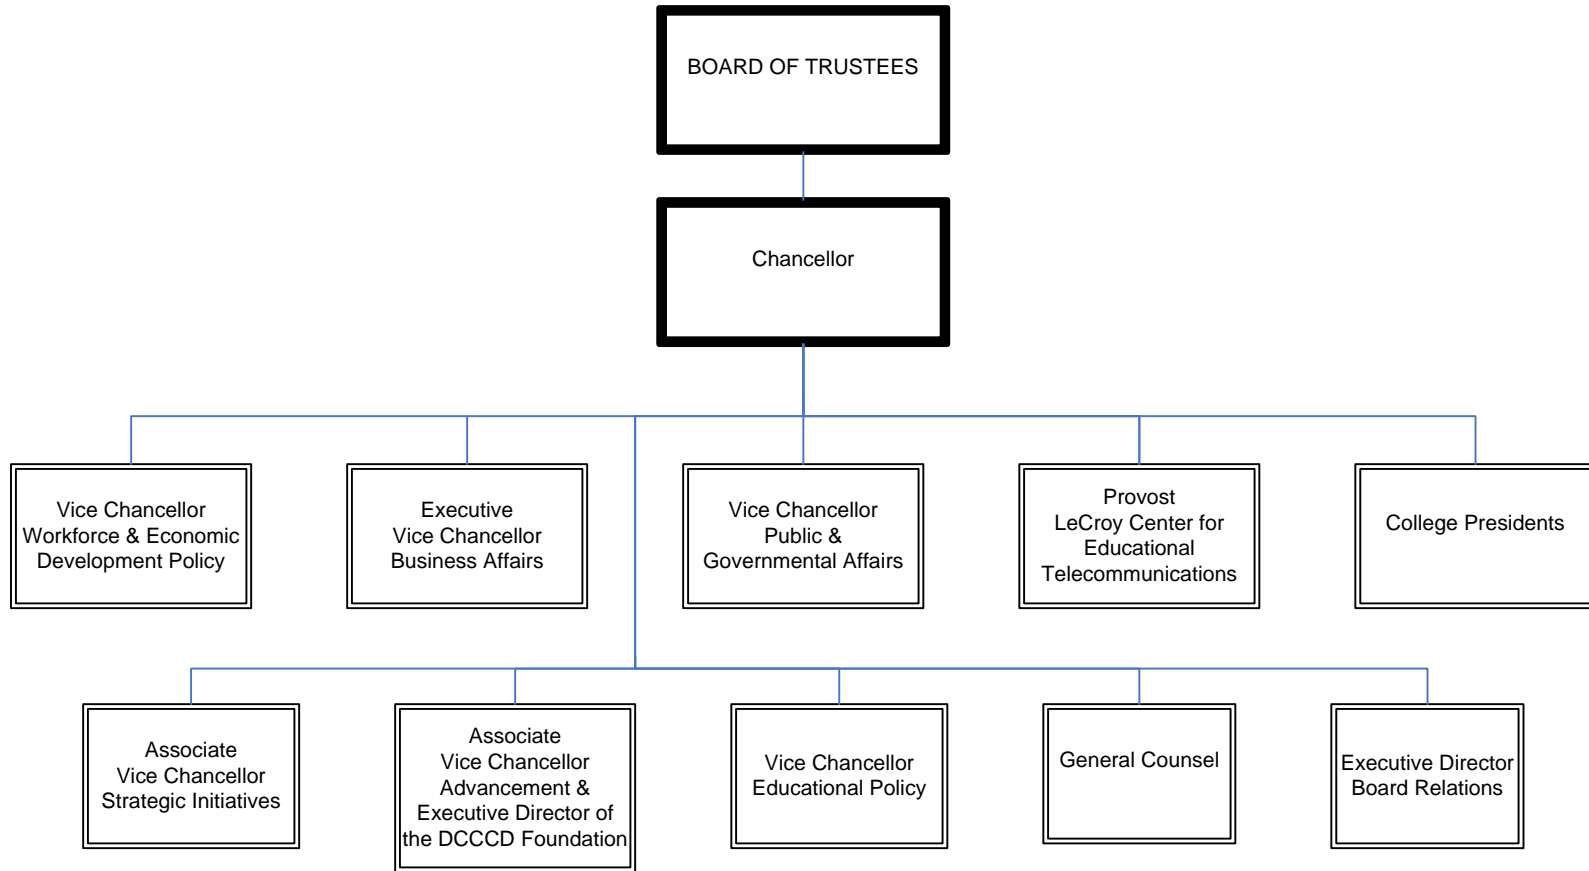 BOARD OF TRUSTEES
Chancellor
Vice Chancellor
Workforce & Economic
Development Policy
Executive
Vice Chancellor
Business Affairs
Vice Chancellor
Public &
Governmental Affairs
Provost
LeCroy Center for
Educational
Telecommunications
College Presidents
Associate
Vice Chancellor
Strategic Initiatives
Associate
Vice Chancellor
Advancement &
Executive Director of
the DCCCD Foundation
Vice Chancellor
Educational Policy
General Counsel
Executive Director
Board Relations